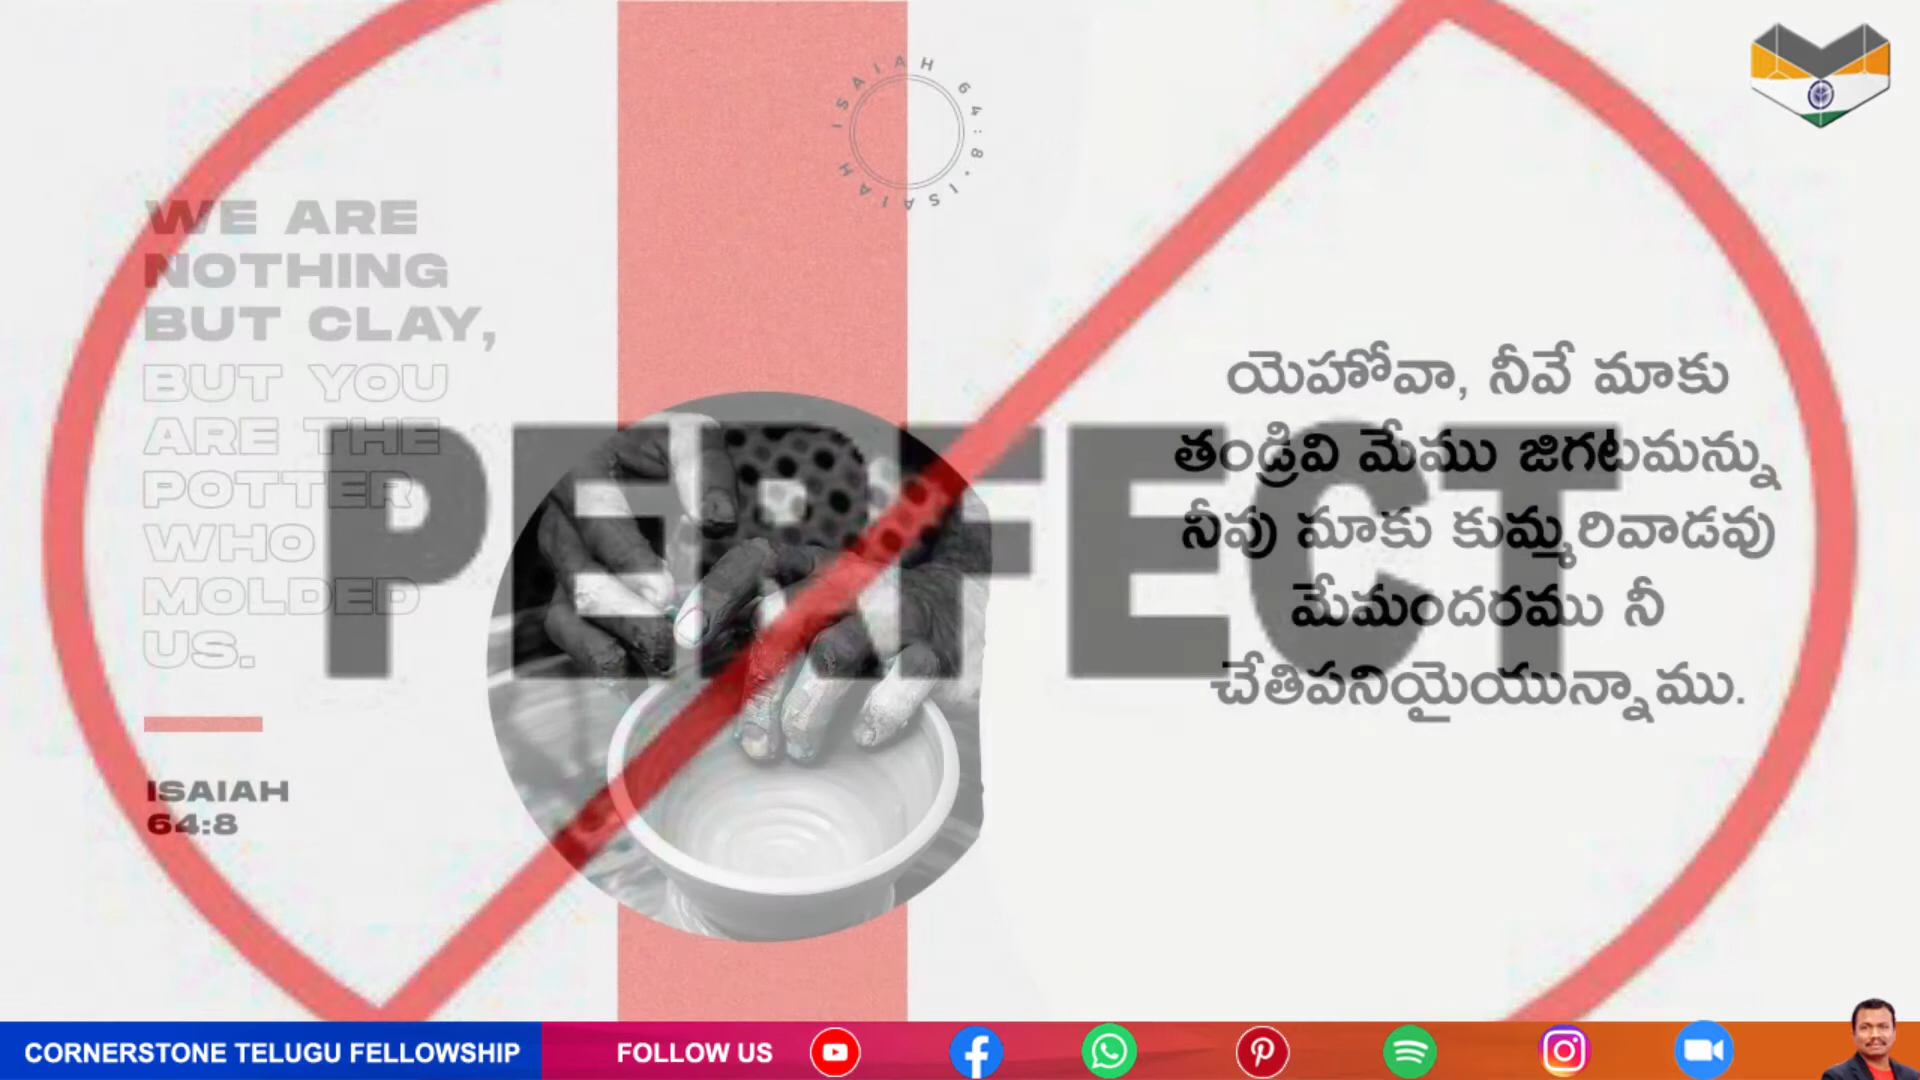 ISAIAH 64:8 · ISAIAH ISAIAH
WE ARE
NOTHING
BUT CLAY,
BUT YOU
ARE THE
POTTER
WHO
MOLDED
US.
ISAIAH
64:8
PERFECT
యెహోవా, నీవే మాకు
తండ్రివి మేము జిగటమన్ను
నీవు మాకు కుమ్మరివాడవు
మేమందరము నీ
చేతిపనియైయున్నాము.
CORNERSTONE TELUGU FELLOWSHIP
FOLLOW US